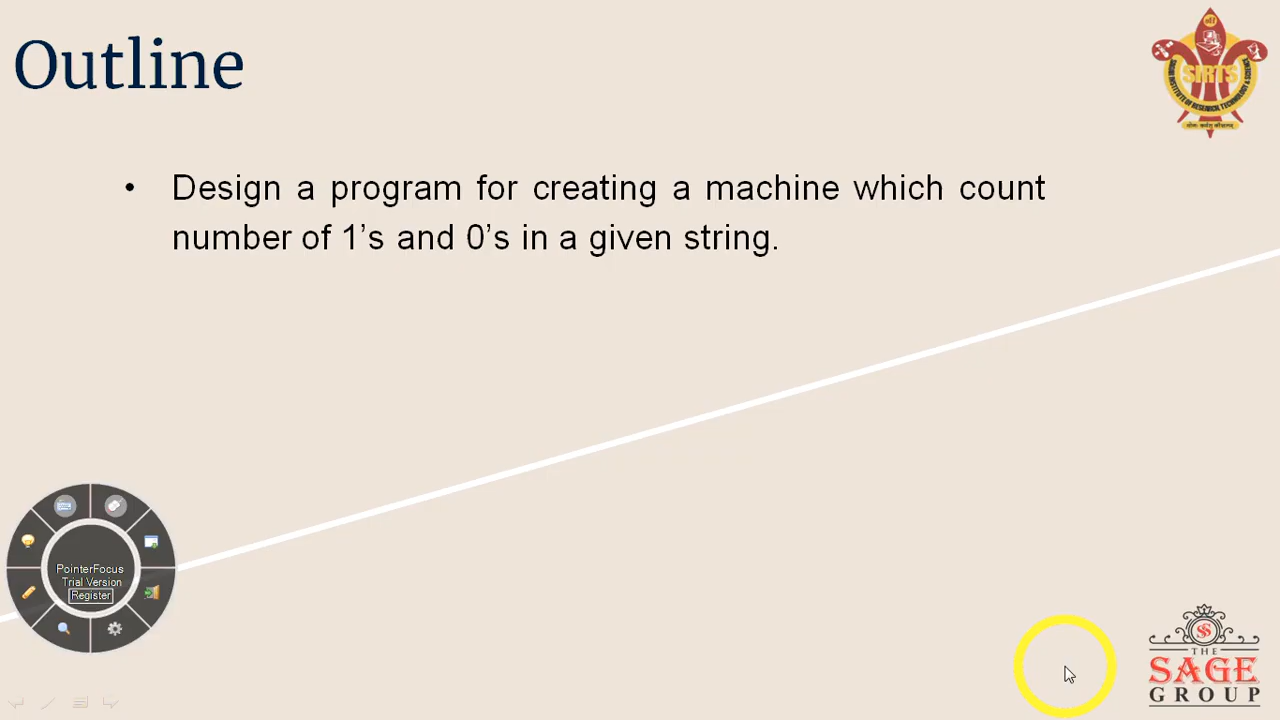 Outline
SIRTS
• Design a program for creating a machine which count
number of 1’s and 0’s in a given string.
PointerFocus
Trial Version
Register
THE
SAGE
GROUP